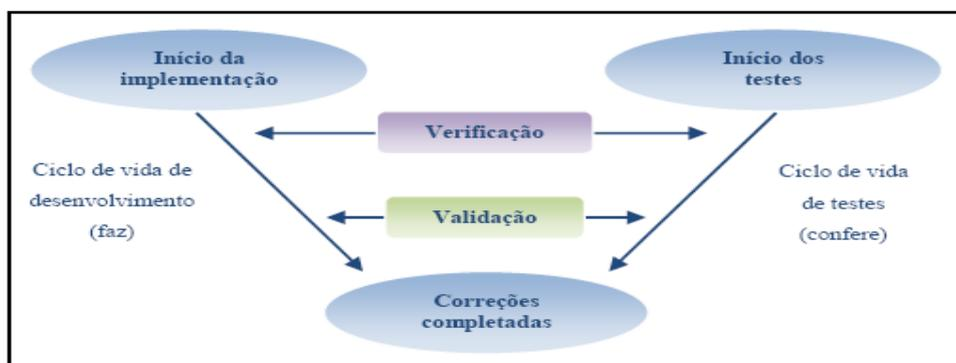 Início da
implementação
Início dos
testes
Verificação
Ciclo de vida de
desenvolvimento
(faz)
Ciclo de vida
de testes
(confere)
Validação
Correções
completadas